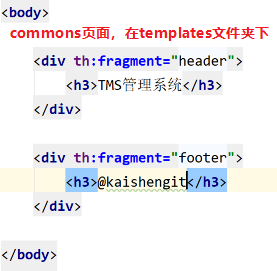 <body>
commons页面，在templates文件夹下
<div th:fragment="header">
<h3>TMS管理系统</h3>
</div>
<div th:fragment="footer">
<h3>@kaishengit</h3>
</div>
</body>